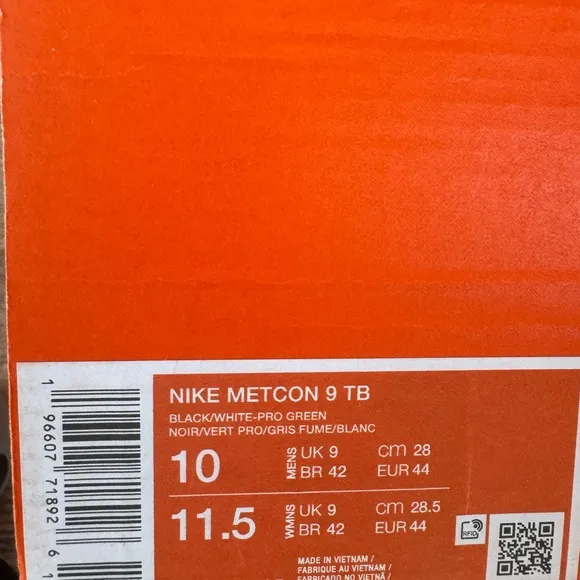 NIKE METCON 9 TB
BLACK/WHITE-PRO GREEN
NOIR/VERT PRO/GRIS FUME/BLANC
10 MENS UK 9 CM 28
BR 42 EUR 44
11.5 WMNS UK 9 CM 28.5
BR 42 EUR 44
RFID
MADE IN VIETNAM /
FABRIQUE AU VIETNAM /
FABRICADO NO VIETNÃ
1 96607 71892 6